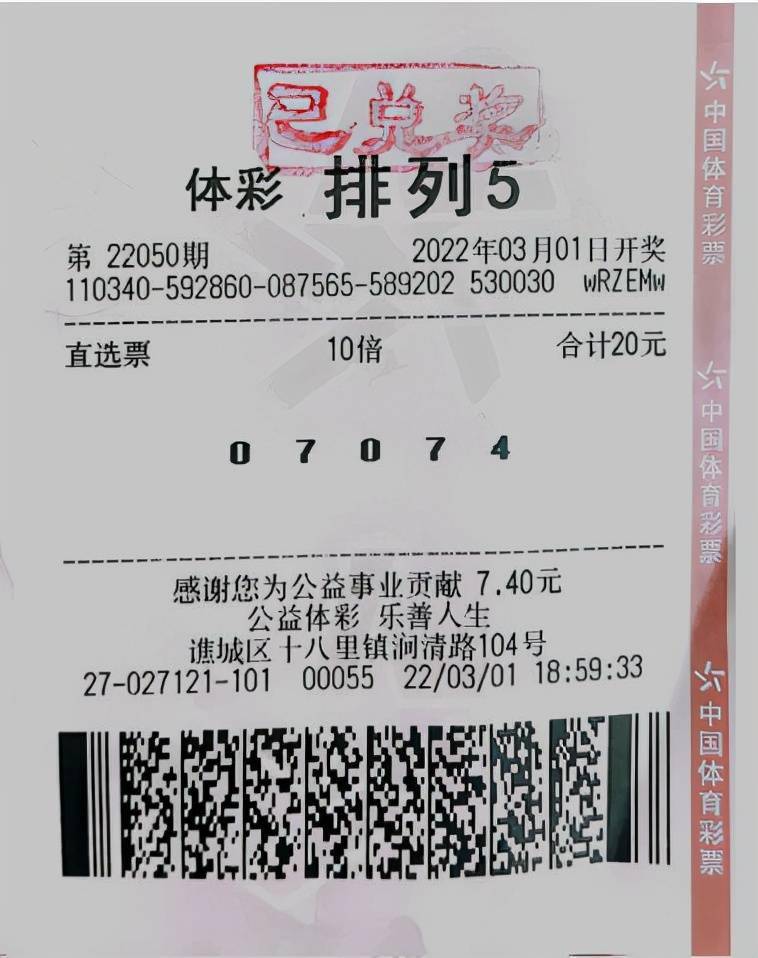 已兑奖
体彩 排列5
第 22050期 2022年03月01日开奖
110340-592860-087565-589202 530030 wRZEMw
直选票 10倍 合计20元
0 7 0 7 4
感谢您为公益事业贡献 7.40元
公益体彩 乐善人生
谯城区十八里镇涧清路104号
27-027121-101 00055 22/03/01 18:59:33
中国体育彩票
中国体育彩票
中国体育彩票